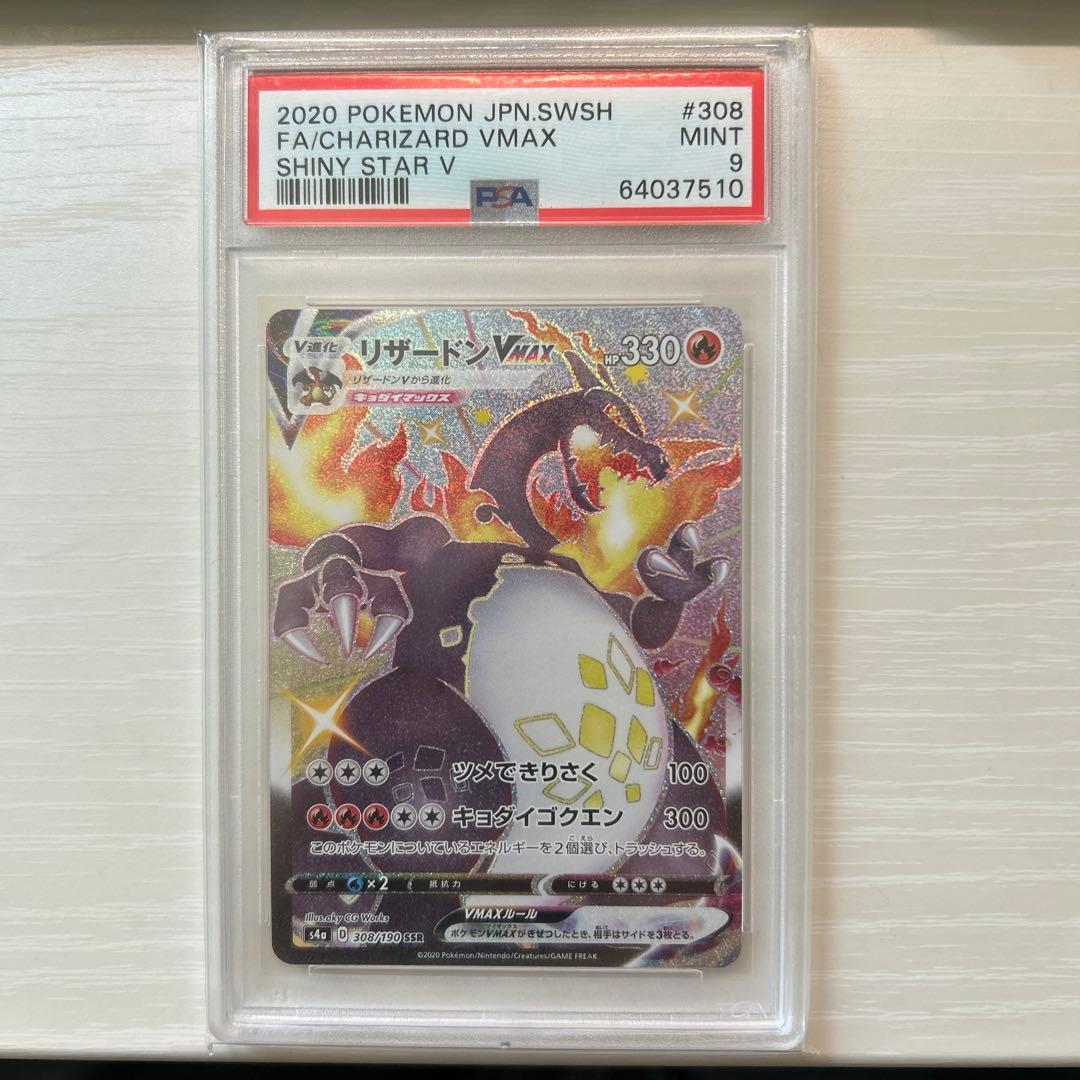 2020 POKEMON JPN.SWSH #308
FA/CHARIZARD VMAX MINT
SHINY STAR V 9
PSA 64037510
V進化 リザードンVMAX HP330
リザードンVから進化
キョダイマックス
ツメできりさく 100
キョダイゴクエン 300
このポケモンについているエネルギーを2個選び、トラッシュする。
弱点 ×2 抵抗力 にげる
Illus.aky CG Works
VMAXルール
s4a D 308/190 SSR
ポケモンVMAXがきぜつしたとき、相手はサイドを3枚とる。
©2020 Pokémon/Nintendo/Creatures/GAME FREAK.